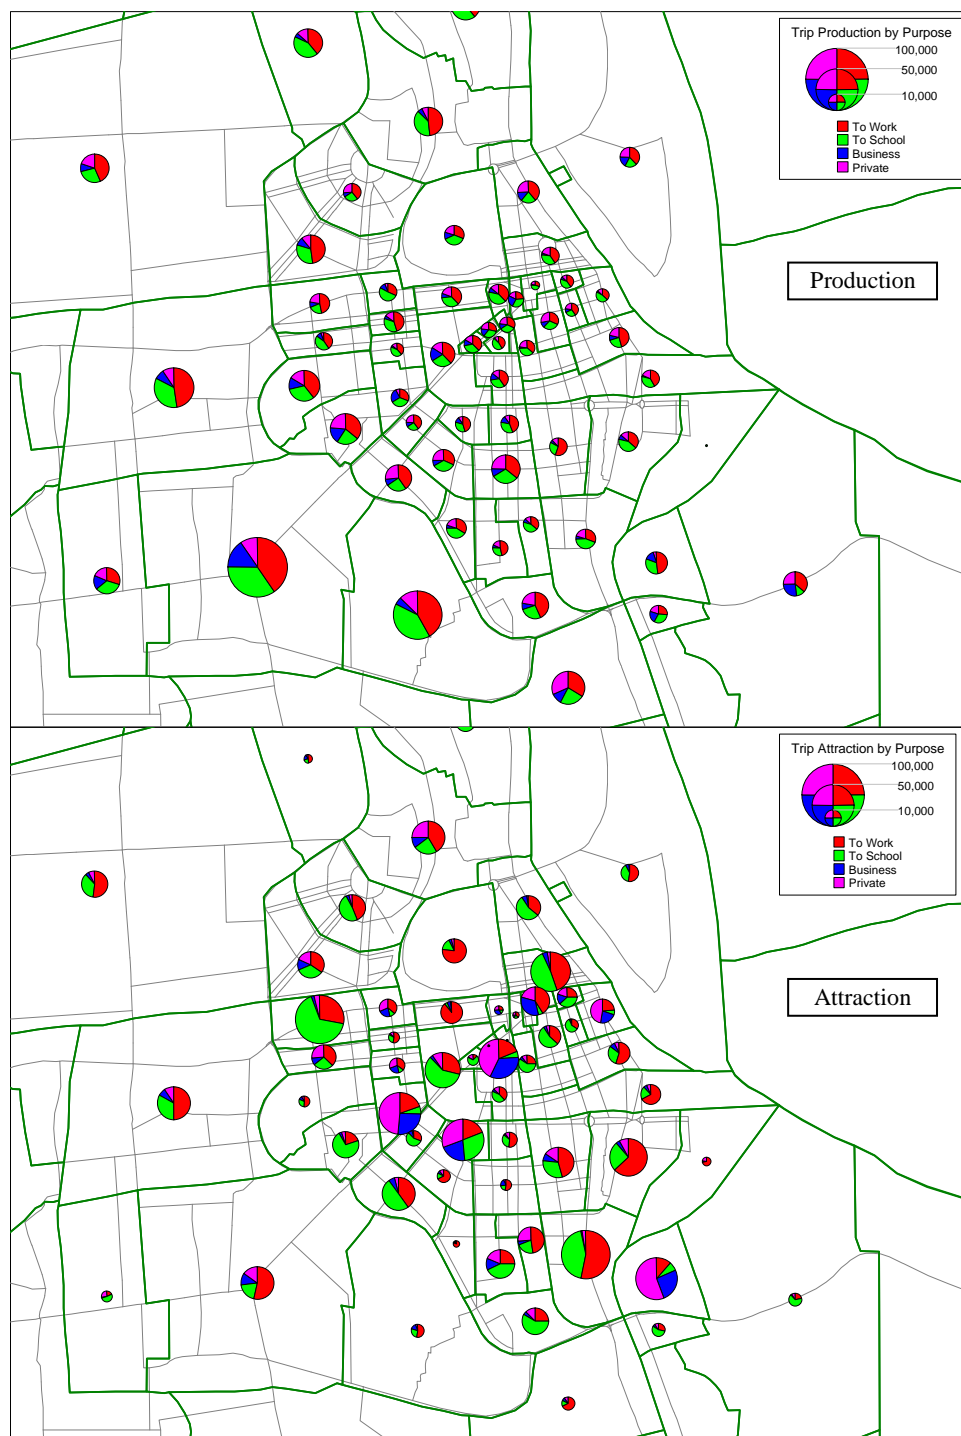 Trip Production by Purpose
100,000
50,000
10,000
To Work
To School
Business
Private
Production
Trip Attraction by Purpose
100,000
50,000
10,000
To Work
To School
Business
Private
Attraction